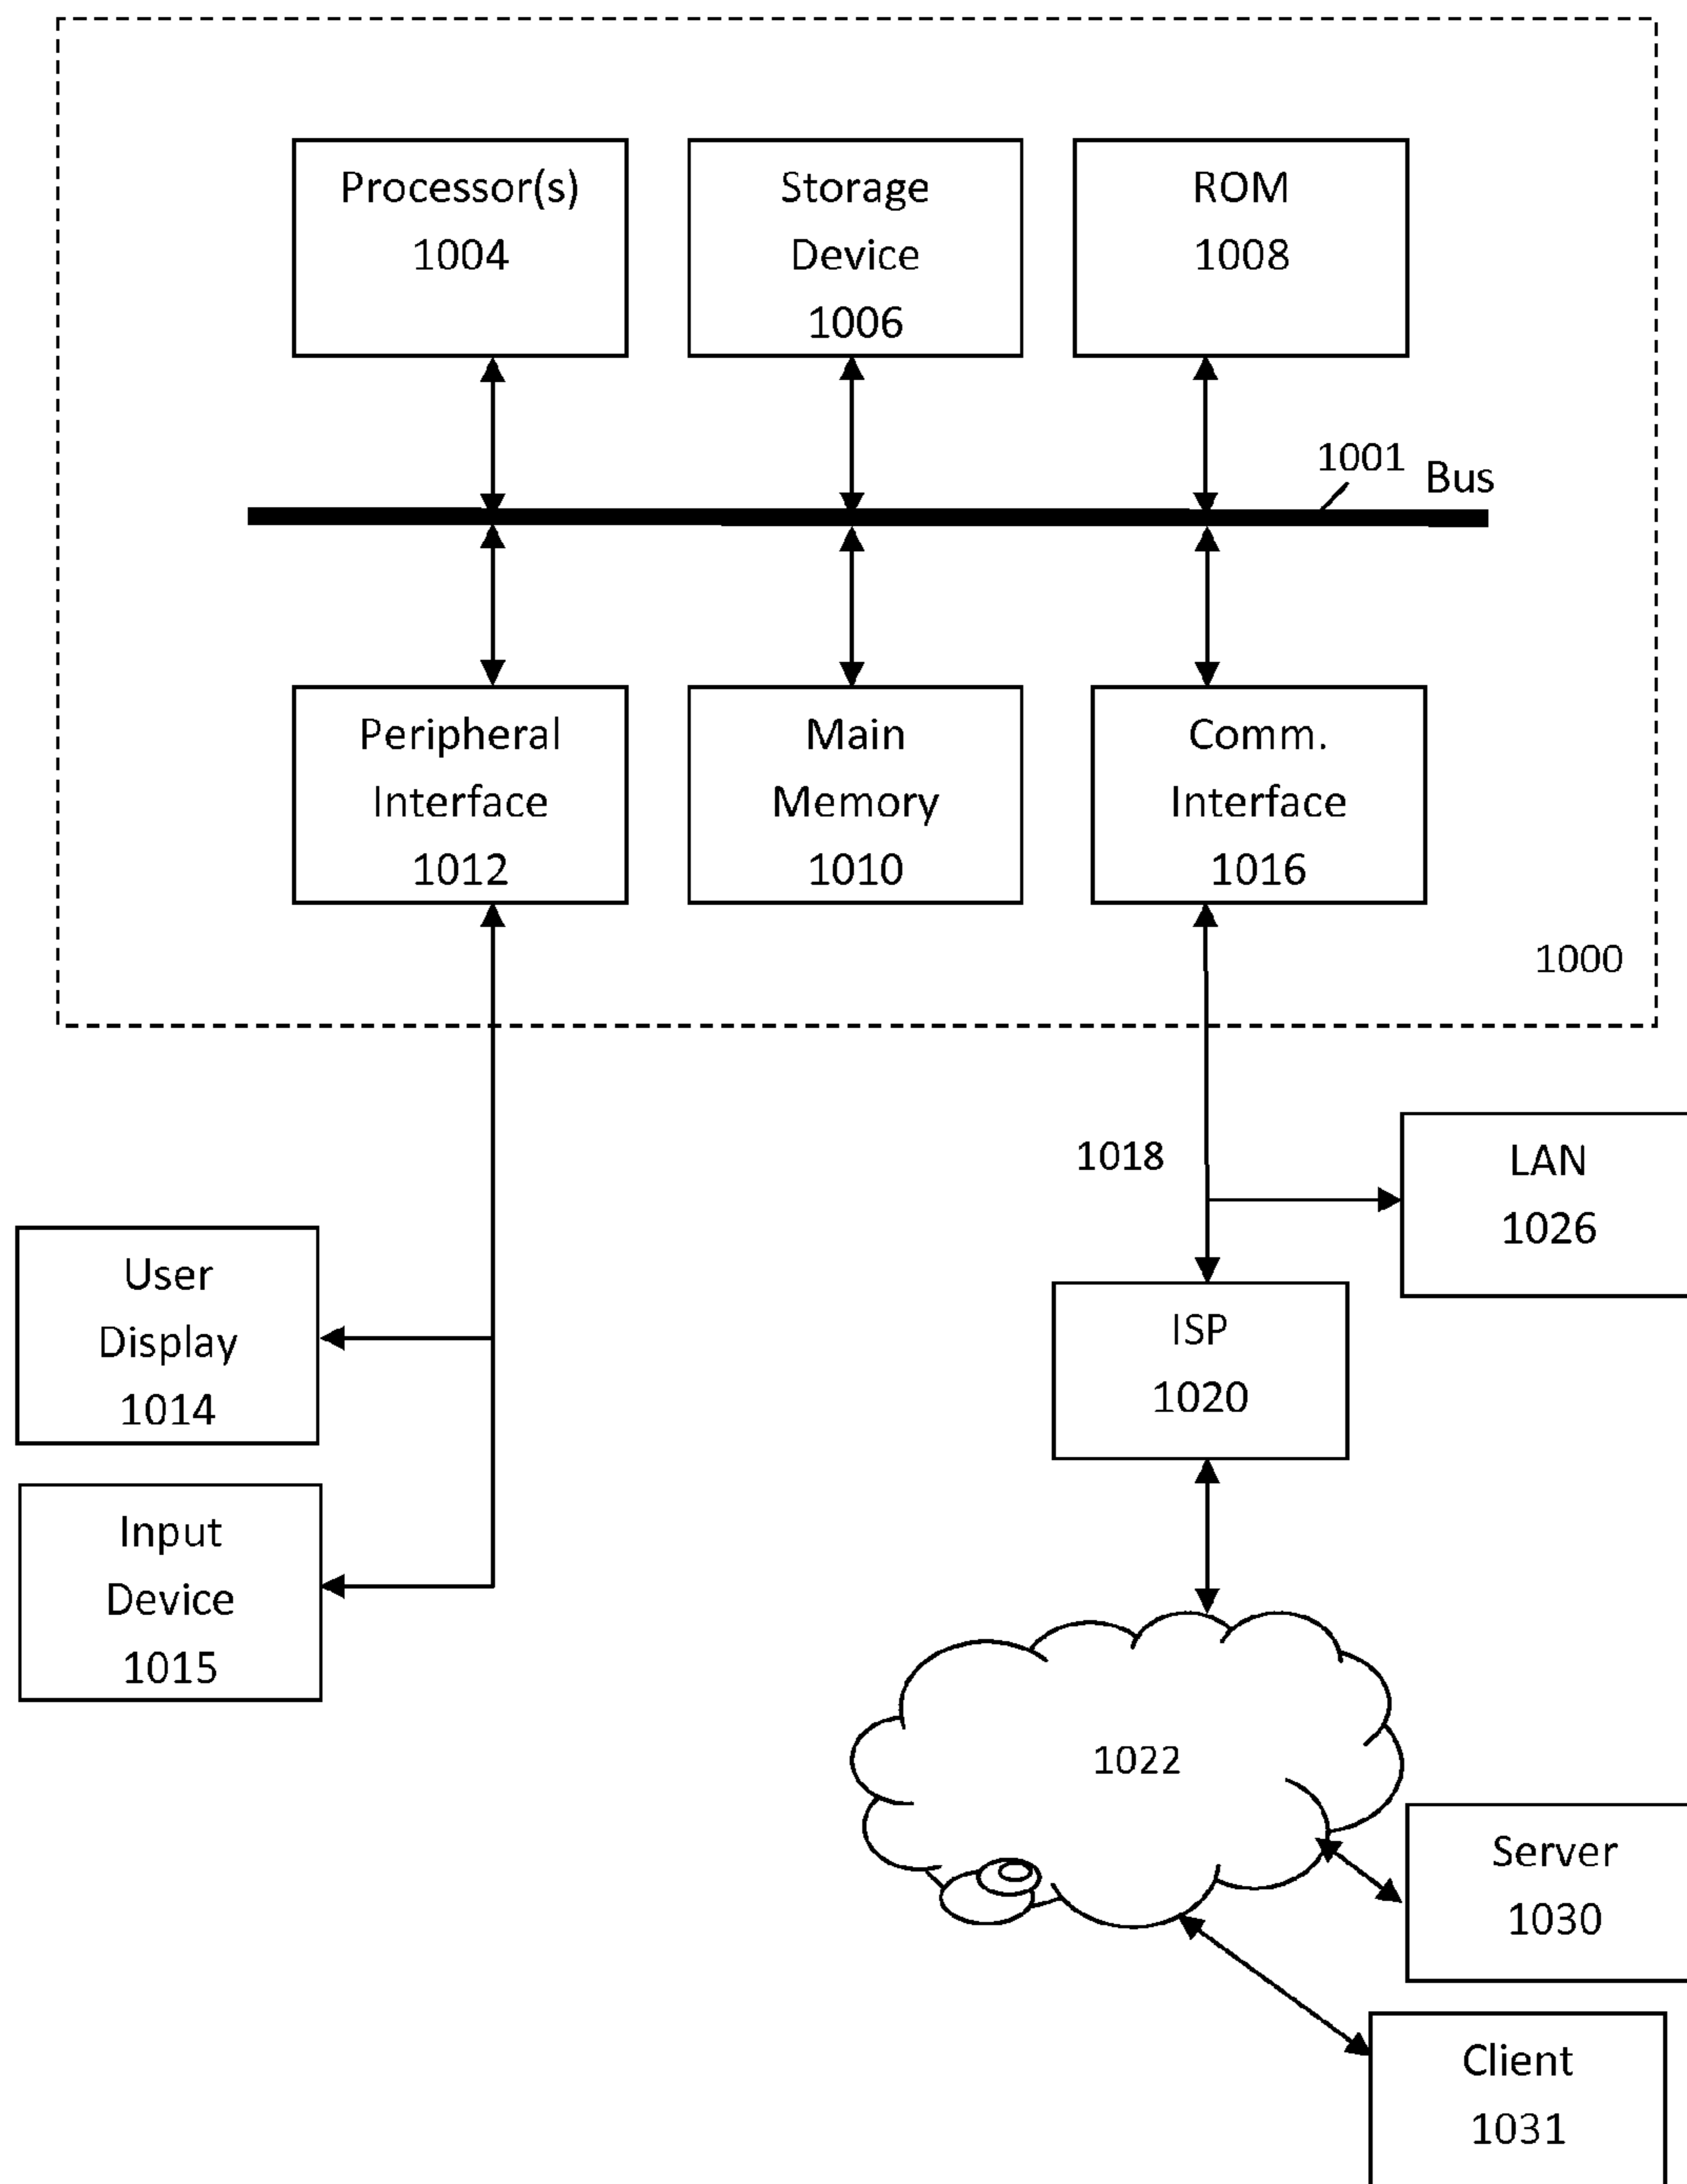 Processor(s)
1004
Storage
Device
1006
ROM
1008
1001
Bus
Peripheral
Interface
1012
Main
Memory
1010
Comm.
Interface
1016
1000
1018
LAN
1026
User
Display
1014
ISP
1020
Input
Device
1015
1022
Server
1030
Client
1031